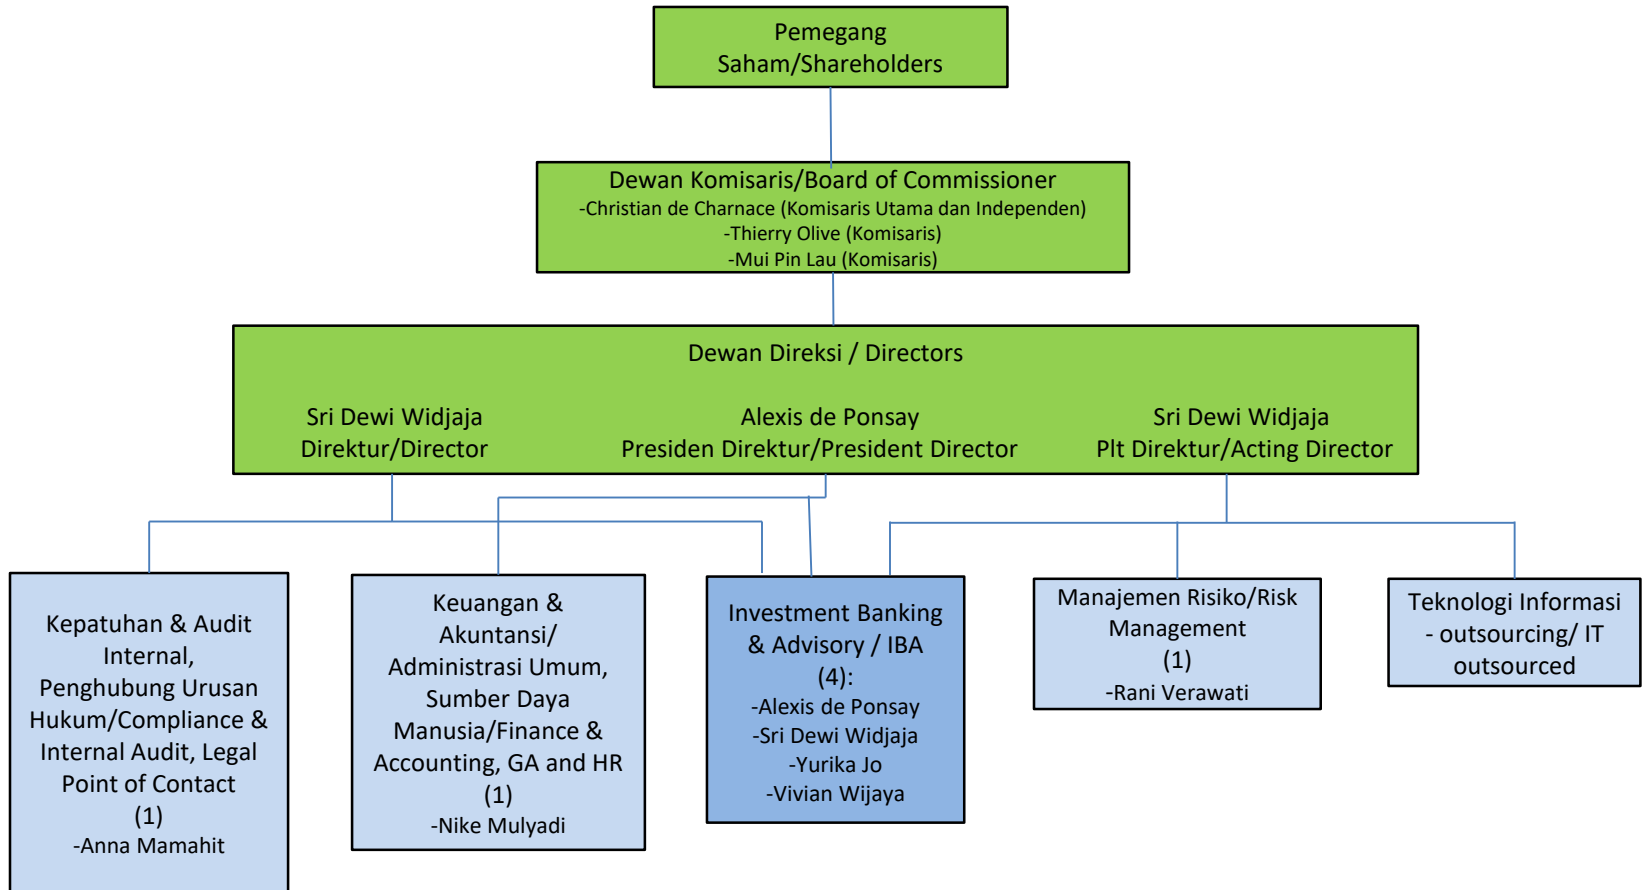 Pemegang
Saham/Shareholders
Dewan Komisaris/Board of Commissioner
-Christian de Charnace (Komisaris Utama dan Independen)
-Thierry Olive (Komisaris)
-Mui Pin Lau (Komisaris)
Dewan Direksi / Directors
Sri Dewi Widjaja
Direktur/Director
Alexis de Ponsay
Presiden Direktur/President Director
Sri Dewi Widjaja
Plt Direktur/Acting Director
Kepatuhan & Audit
Internal,
Penghubung Urusan
Hukum/Compliance &
Internal Audit, Legal
Point of Contact
(1)
-Anna Mamahit
Keuangan &
Akuntansi/
Administrasi Umum,
Sumber Daya
Manusia/Finance &
Accounting, GA and HR
(1)
-Nike Mulyadi
Investment Banking
& Advisory / IBA
(4):
-Alexis de Ponsay
-Sri Dewi Widjaja
-Yurika Jo
-Vivian Wijaya
Manajemen Risiko/Risk
Management
(1)
-Rani Verawati
Teknologi Informasi
- outsourcing/ IT
outsourced